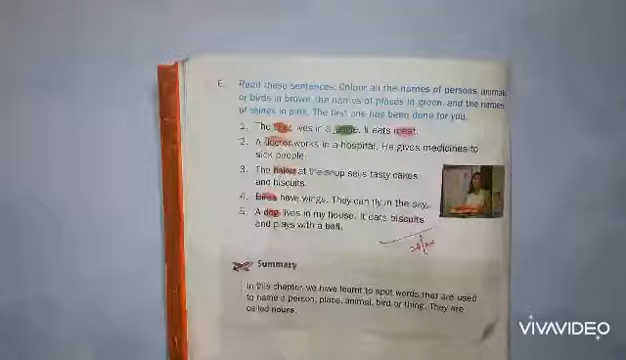 E. Read these sentences. Colour all the names of persons, animals
or birds in brown, the names of places in green, and the names
of things in pink. The first one has been done for you.
1. The lives in a jungle. It eats meat.
2. A doctor works in a hospital. He gives medicines to
sick people.
3. The baker at the shop sells tasty cakes
and biscuits.
4. birds have wings. They can fly in the sky.
5. A dog lives in my house. It eats biscuits
and plays with a ball.
Summary
In this chapter, we have learnt to spot words that are used
to name a person, place, animal, bird or thing. They are
called nouns.
VIVAVIDEO